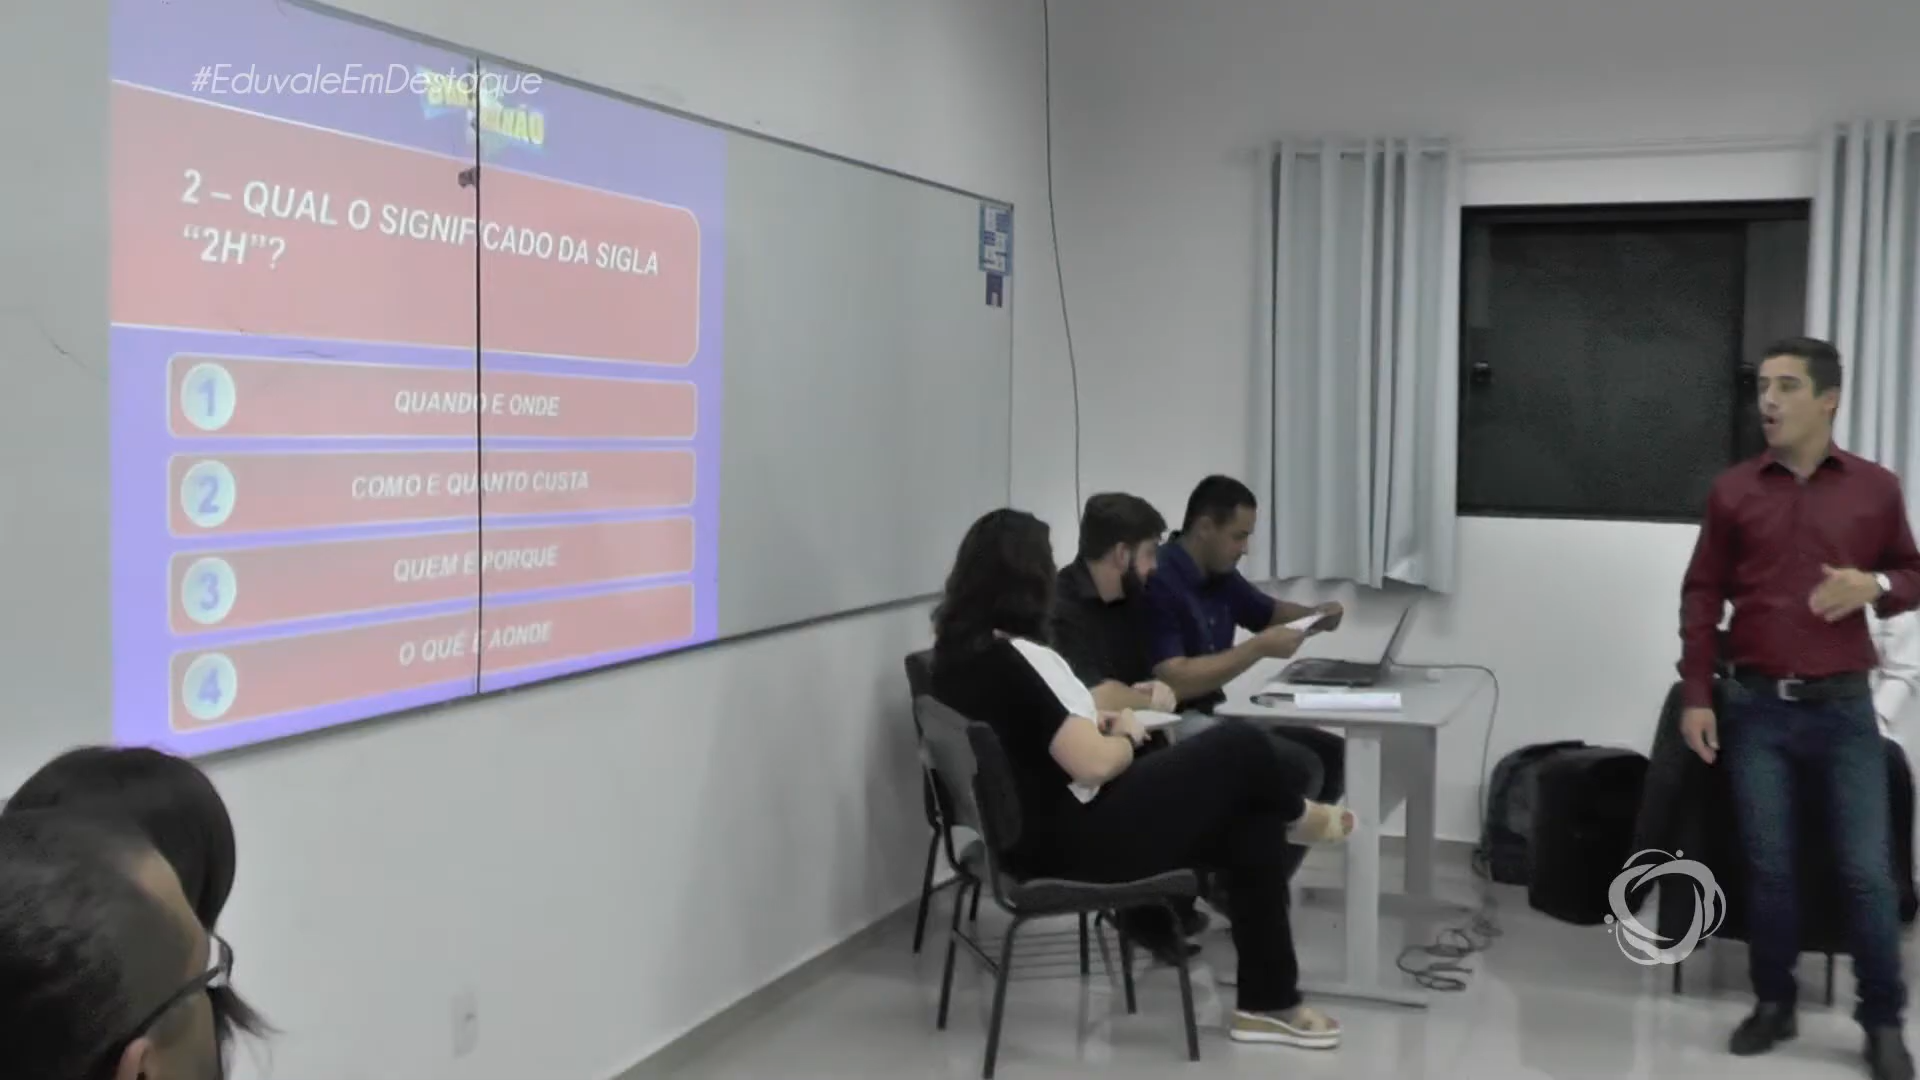 #EduvaleEmDestaque
2 – QUAL O SIGNIFICADO DA SIGLA
“2H”?
1 QUANDO E ONDE
2 COMO E QUANTO CUSTA
3 QUEM E PORQUE
4 O QUÊ E AONDE